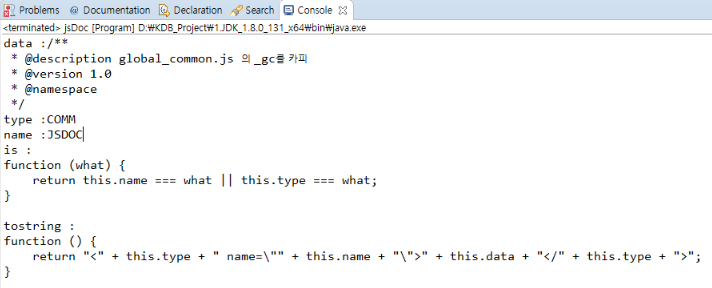 Problems @ Documentation Declaration Search Console
<terminated> jsDoc [Program] D:₩KDB_Project₩1.JDK_1.8.0_131_x64₩bin₩java.exe
data :/**
 * @description global_common.js 의 _gc를 카피
 * @version 1.0
 * @namespace
 */
type :COMM
name :JSDOC
is :
function (what) {
    return this.name === what || this.type === what;
}

tostring :
function () {
    return "<" + this.type + " name=\"" + this.name + "\">" + this.data + "</" + this.type + ">";
}